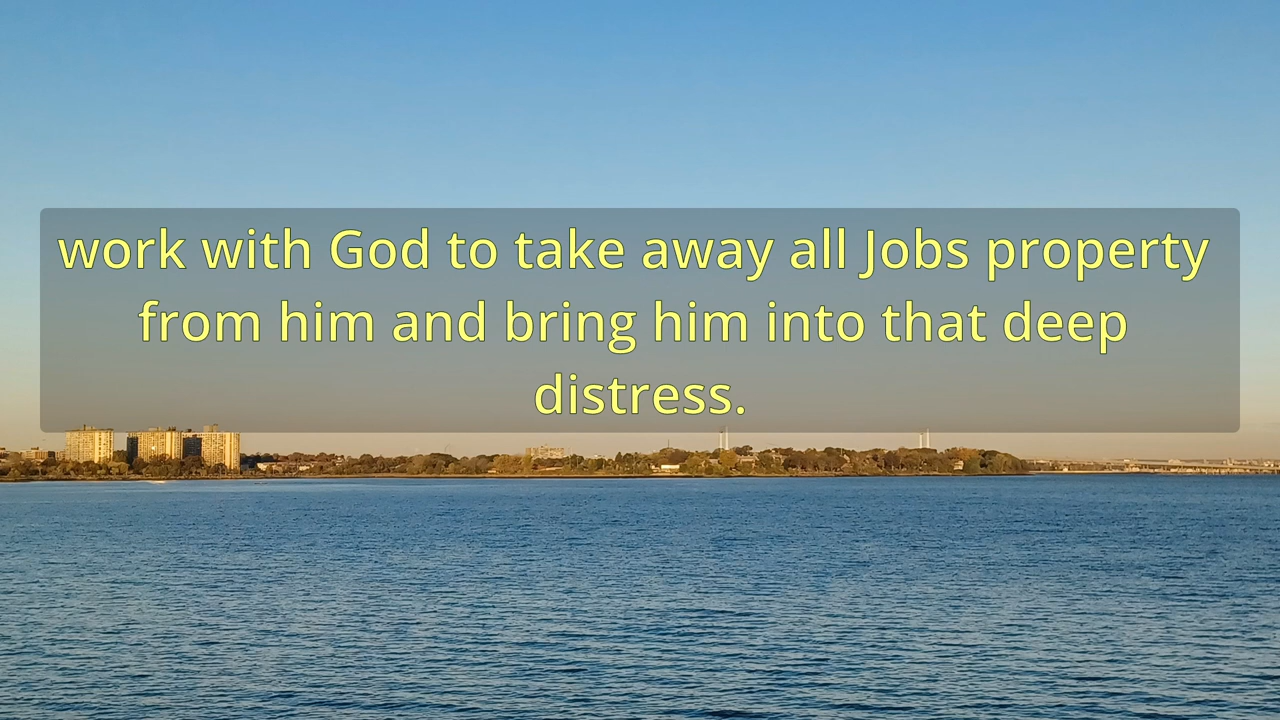 work with God to take away all Jobs property
from him and bring him into that deep
distress.